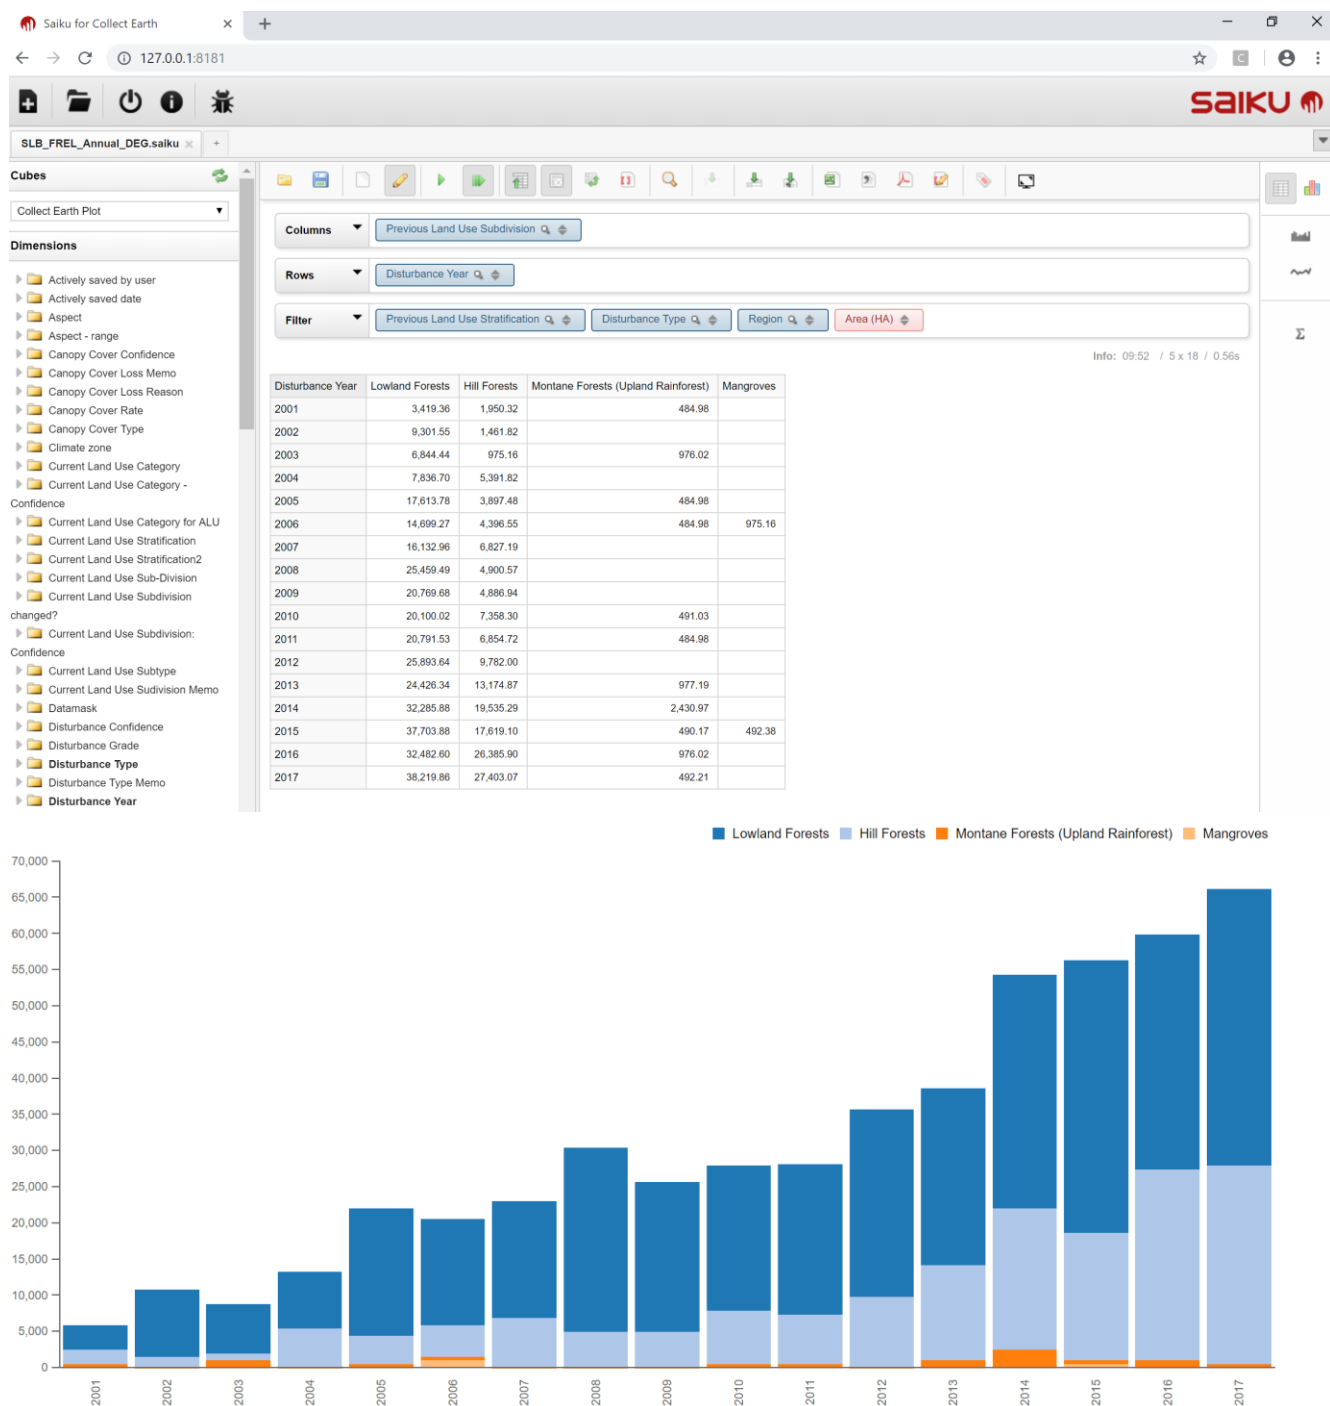 Saiku for Collect Earth
127.0.0.1:8181
saiku
SLB_FREL_Annual_DEG.saiku
Cubes
Collect Earth Plot
Dimensions
Actively saved by user
Actively saved date
Aspect
Aspect - range
Canopy Cover Confidence
Canopy Cover Loss Memo
Canopy Cover Loss Reason
Canopy Cover Rate
Canopy Cover Type
Climate zone
Current Land Use Category
Current Land Use Category -
Confidence
Current Land Use Category for ALU
Current Land Use Stratification
Current Land Use Stratification2
Current Land Use Sub-Division
Current Land Use Subdivision
changed?
Current Land Use Subdivision:
Confidence
Current Land Use Subtype
Current Land Use Sudivision Memo
Datamask
Disturbance Confidence
Disturbance Grade
Disturbance Type
Disturbance Type Memo
Disturbance Year
Columns Previous Land Use Subdivision
Rows Disturbance Year
Filter Previous Land Use Stratification Disturbance Type Region Area (HA)
Info: 09:52 / 5 x 18 / 0.56s
Disturbance Year Lowland Forests Hill Forests Montane Forests (Upland Rainforest) Mangroves
2001 3,419.36 1,950.32 484.98
2002 9,301.55 1,461.82
2003 6,844.44 975.16 976.02
2004 7,836.70 5,391.82
2005 17,613.78 3,897.48 484.98
2006 14,699.27 4,396.55 484.98 975.16
2007 16,132.96 6,827.19
2008 25,459.49 4,900.57
2009 20,769.68 4,886.94
2010 20,100.02 7,358.30 491.03
2011 20,791.53 6,854.72 484.98
2012 25,893.64 9,782.00
2013 24,426.34 13,174.87 977.19
2014 32,285.88 19,535.29 2,430.97
2015 37,703.88 17,619.10 490.17 492.38
2016 32,482.60 26,385.90 976.02
2017 38,219.86 27,403.07 492.21
Lowland Forests Hill Forests Montane Forests (Upland Rainforest) Mangroves
70,000
65,000
60,000
55,000
50,000
45,000
40,000
35,000
30,000
25,000
20,000
15,000
10,000
5,000
0
2001 2002 2003 2004 2005 2006 2007 2008 2009 2010 2011 2012 2013 2014 2015 2016 2017